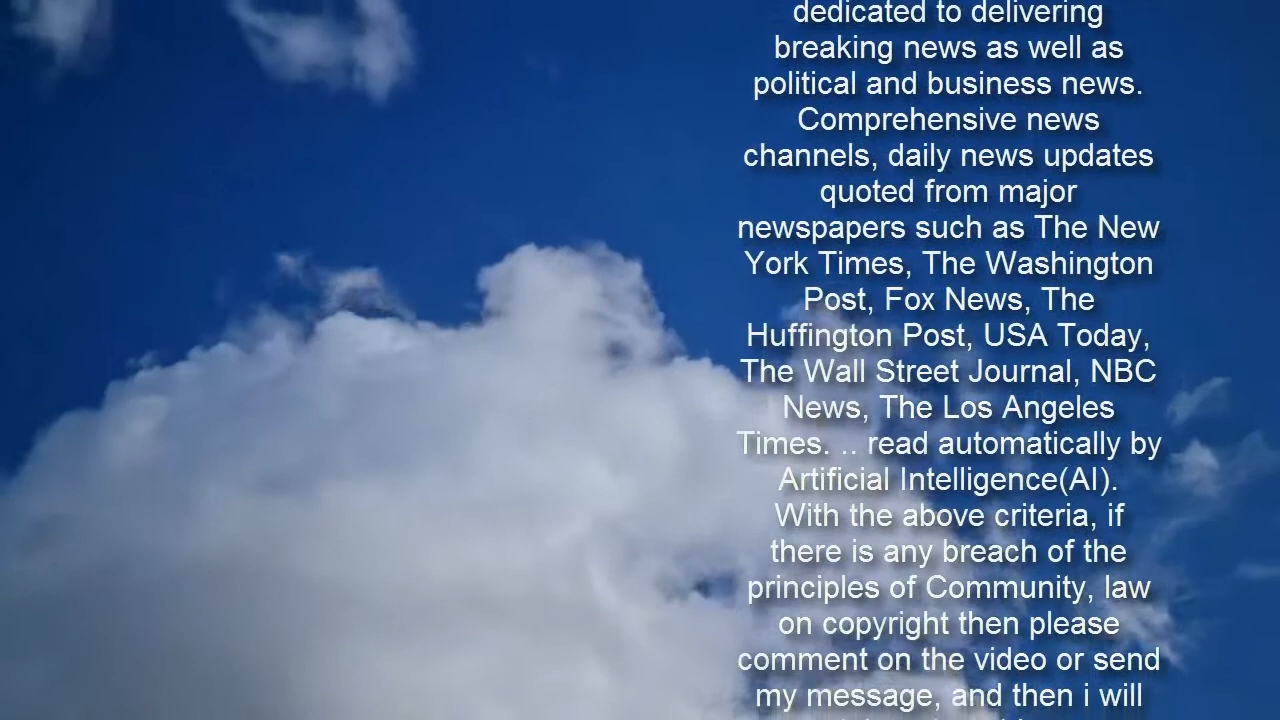 dedicated to delivering
breaking news as well as
political and business news.
Comprehensive news
channels, daily news updates
quoted from major
newspapers such as The New
York Times, The Washington
Post, Fox News, The
Huffington Post, USA Today,
The Wall Street Journal, NBC
News, The Los Angeles
Times. .. read automatically by
Artificial Intelligence(AI).
With the above criteria, if
there is any breach of the
principles of Community, law
on copyright then please
comment on the video or send
my message, and then i will